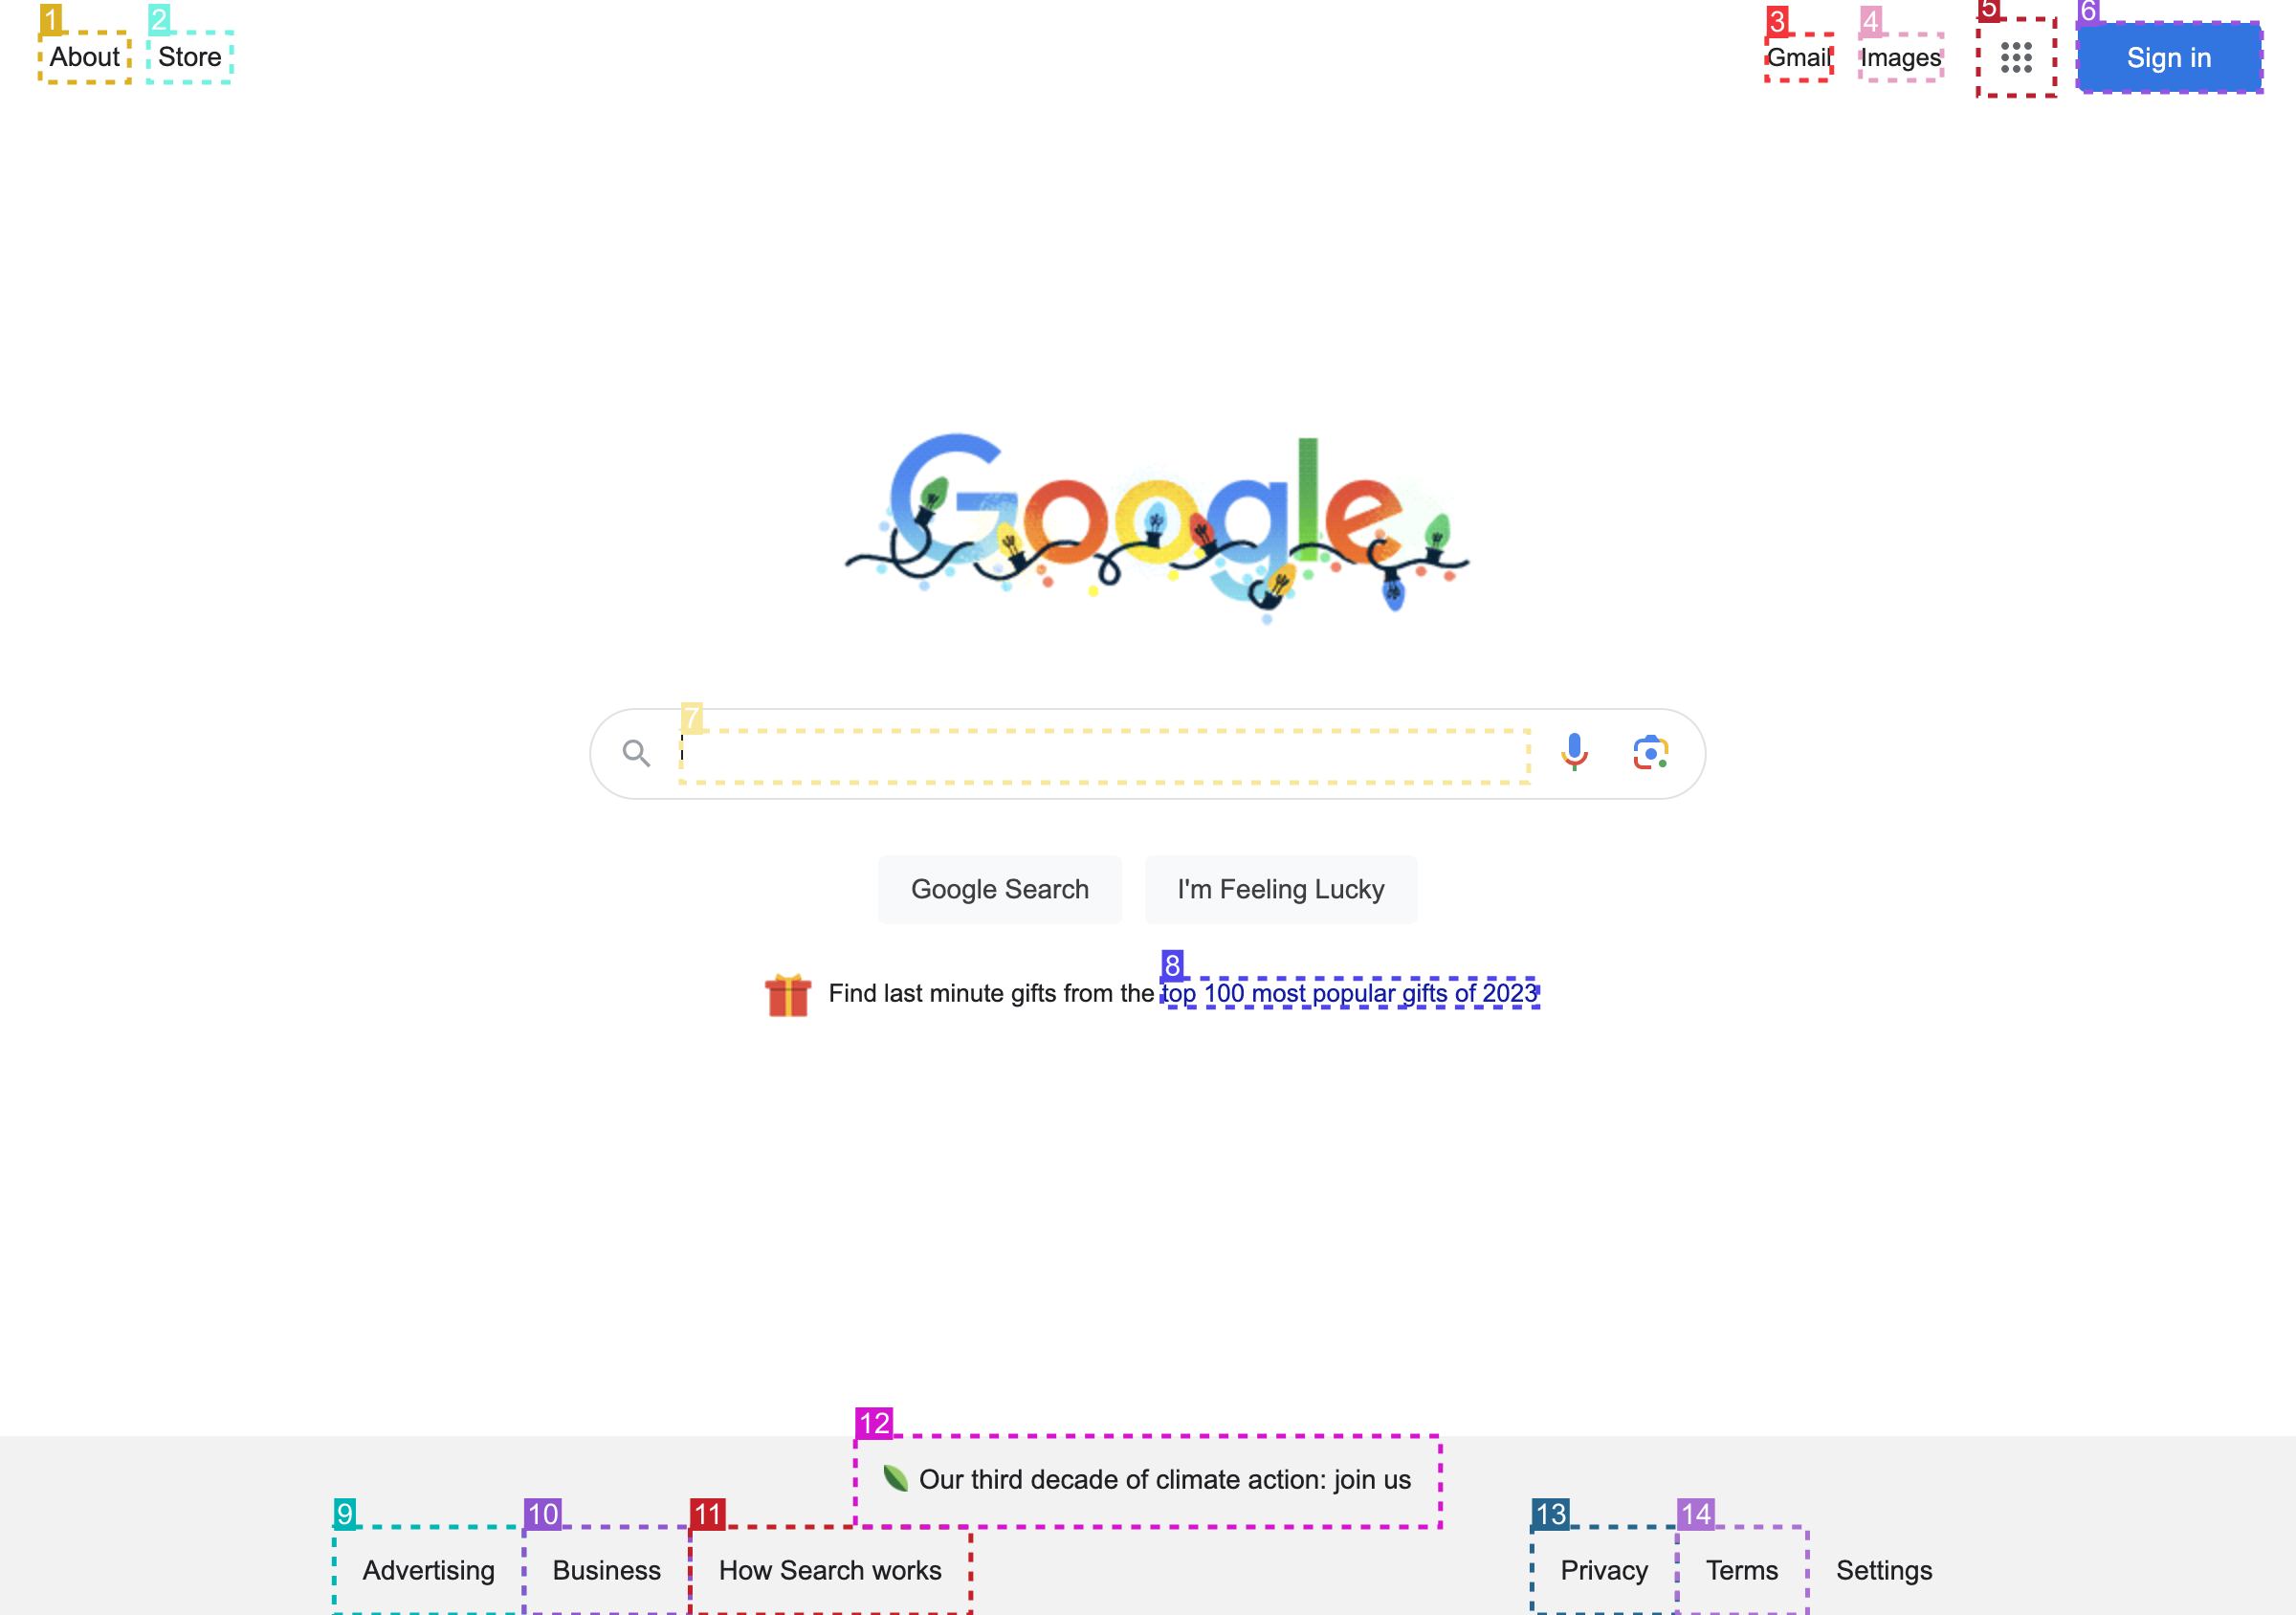 1 2 3 4 5 6
About Store Gmail Images Sign in
Google
7
Google Search I'm Feeling Lucky
8
Find last minute gifts from the top 100 most popular gifts of 2023
12
Our third decade of climate action: join us
9 10 11 13 14
Advertising Business How Search works Privacy Terms Settings